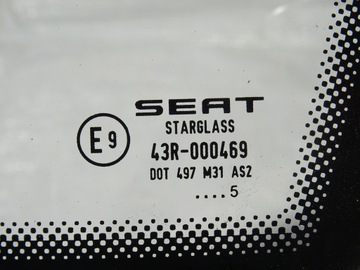 SEAT
STARGLASS
E9
43R-000469
DOT 497 M31 AS2
....5